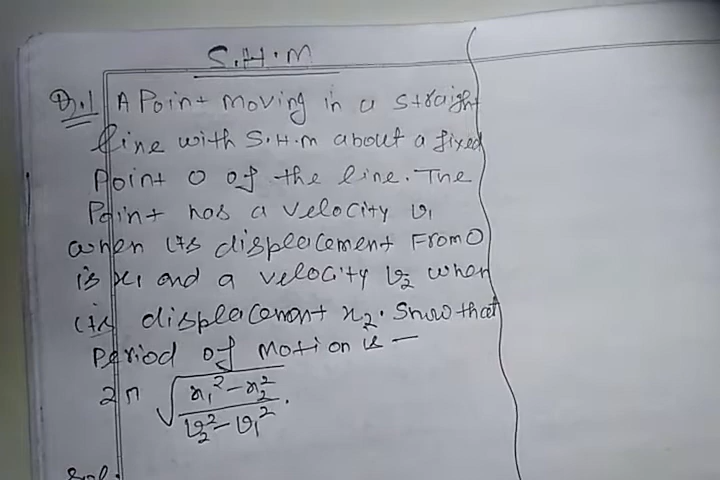 S.H.M
Q.1 A Point moving in a straight
line with S.H.m about a fixed
Point O of the line. The
Point has a velocity v₁
when its displacement From O
is x₁ and a velocity v₂ when
its displacement x₂. Show that
Period of Motion is —
2π √((x₁² - x₂²) / (v₂² - v₁²)).
Sol.